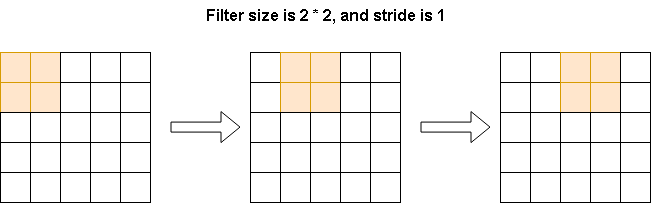 Filter size is 2 * 2, and stride is 1